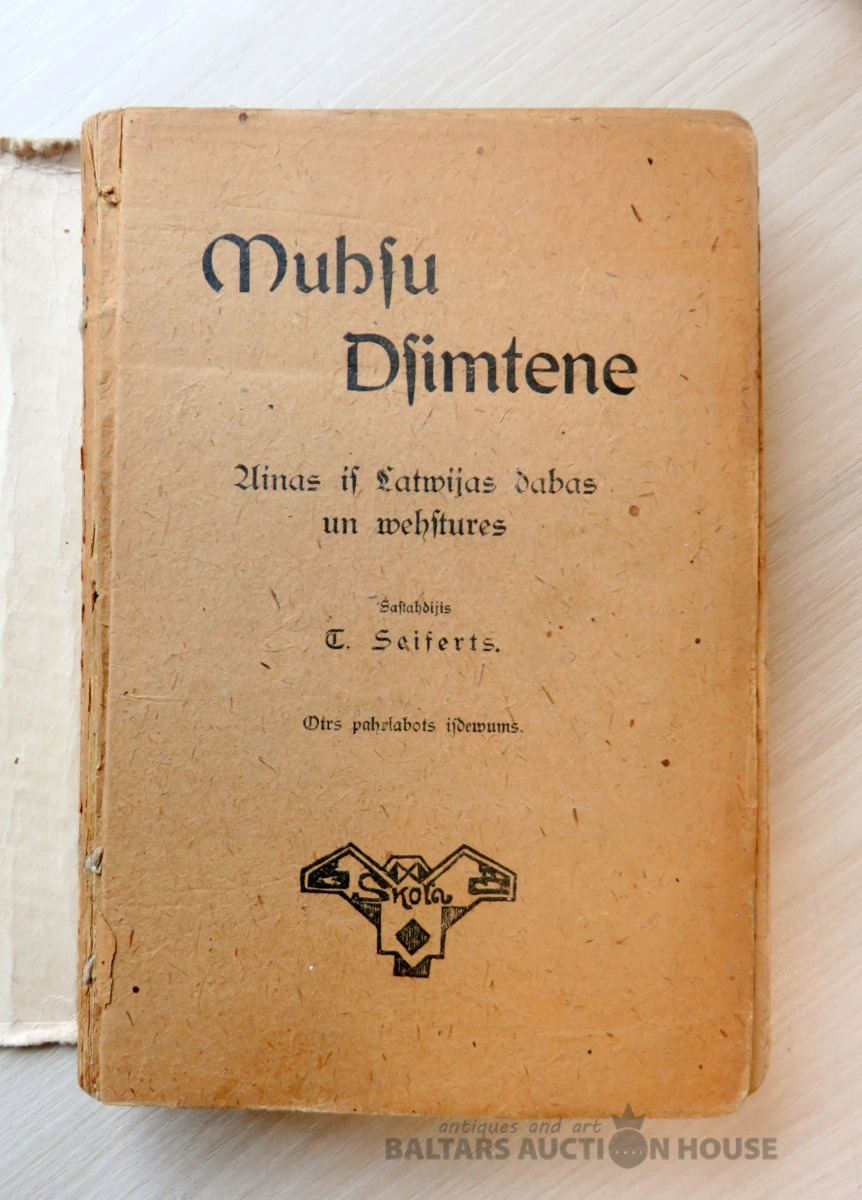 Muhſu
Dſimtene
Ainas iſ Latwijas dabas
un wehſtures
Saſtahdijis
T. Seiferts.
Otrs pahrlabots iſdewums.
Skola
antiques and art
BALTARS AUCTION HOUSE